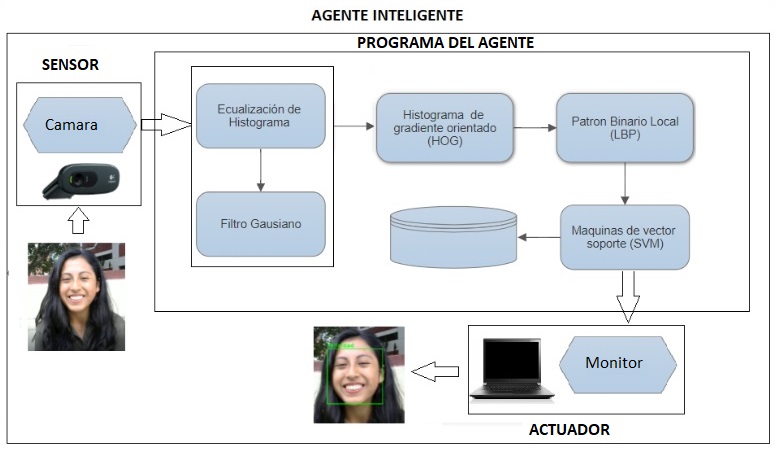 AGENTE INTELIGENTE
PROGRAMA DEL AGENTE
SENSOR
Camara
Ecualización de
Histograma
Filtro Gausiano
Histograma de
gradiente orientado
(HOG)
Patron Binario Local
(LBP)
Maquinas de vector
soporte (SVM)
Monitor
ACTUADOR